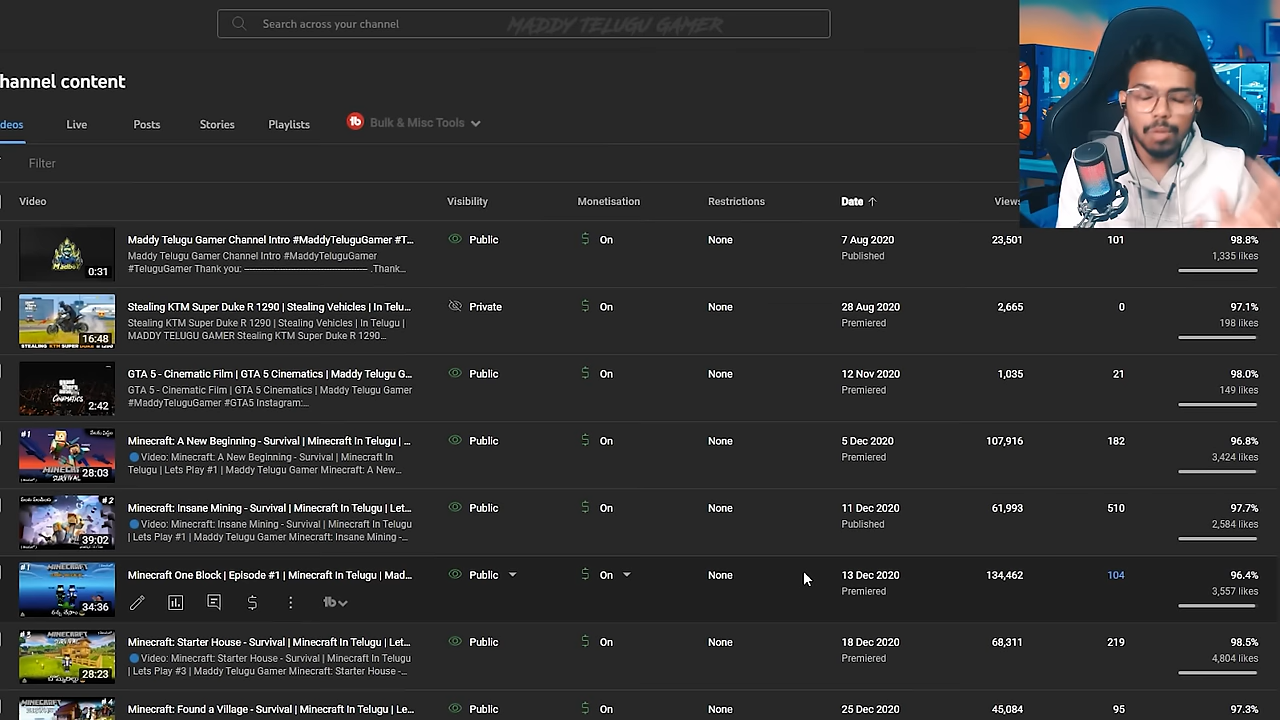 Search across your channel
MADDY TELUGU GAMER
hannel content
deos
Live
Posts
Stories
Playlists
tb
Bulk & Misc Tools
Filter
Video
Visibility
Monetisation
Restrictions
Date
Views
0:31
Maddy Telugu Gamer Channel Intro #MaddyTeluguGamer #T...
Maddy Telugu Gamer Channel Intro #MaddyTeluguGamer
#TeluguGamer Thank you: ------------------------------------------ .Thank...
Public
On
None
7 Aug 2020
Published
23,501
101
98.8%
1,335 likes
16:48
Stealing KTM Super Duke R 1290 | Stealing Vehicles | In Telu...
Stealing KTM Super Duke R 1290 | Stealing Vehicles | In Telugu |
MADDY TELUGU GAMER Stealing KTM Super Duke R 1290...
Private
On
None
28 Aug 2020
Premiered
2,665
0
97.1%
198 likes
2:42
GTA 5 - Cinematic Film | GTA 5 Cinematics | Maddy Telugu G...
GTA 5 - Cinematic Film | GTA 5 Cinematics | Maddy Telugu Gamer
#MaddyTeluguGamer #GTA5 Instagram:...
Public
On
None
12 Nov 2020
Premiered
1,035
21
98.0%
149 likes
#1
28:03
Minecraft: A New Beginning - Survival | Minecraft In Telugu | ...
Video: Minecraft: A New Beginning - Survival | Minecraft In
Telugu | Lets Play #1 | Maddy Telugu Gamer Minecraft: A New...
Public
On
None
5 Dec 2020
Premiered
107,916
182
96.8%
3,424 likes
#2
39:02
Minecraft: Insane Mining - Survival | Minecraft In Telugu | Let...
Video: Minecraft: Insane Mining - Survival | Minecraft In Telugu
| Lets Play #1 | Maddy Telugu Gamer Minecraft: Insane Mining -...
Public
On
None
11 Dec 2020
Published
61,993
510
97.7%
2,584 likes
#1
MINECRAFT
34:36
Minecraft One Block | Episode #1 | Minecraft In Telugu | Mad...
tb
Public
On
None
13 Dec 2020
Premiered
134,462
104
96.4%
3,557 likes
#3
MINECRAFT
28:23
Minecraft: Starter House - Survival | Minecraft In Telugu | Let...
Video: Minecraft: Starter House - Survival | Minecraft In Telugu
| Lets Play #3 | Maddy Telugu Gamer Minecraft: Starter House -...
Public
On
None
18 Dec 2020
Premiered
68,311
219
98.5%
4,804 likes
MINECRAFT
Minecraft: Found a Village - Survival | Minecraft In Telugu | Le...
Public
On
None
25 Dec 2020
45,084
95
97.3%